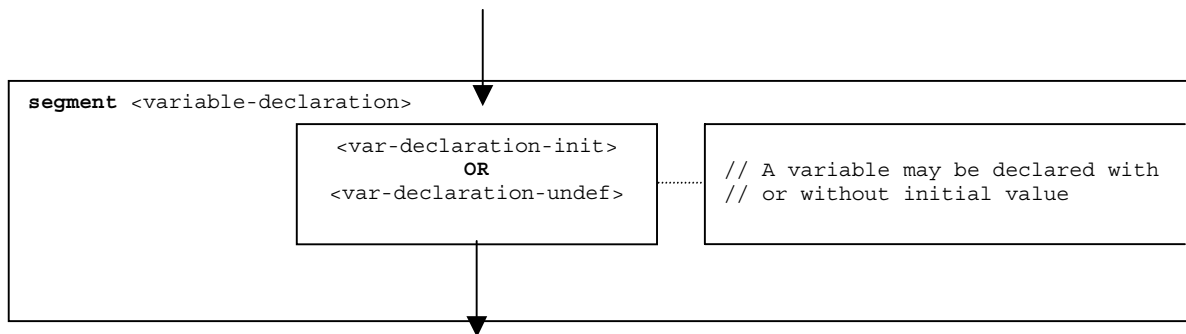 segment <variable-declaration>
<var-declaration-init>
OR
<var-declaration-undef>
// A variable may be declared with
// or without initial value